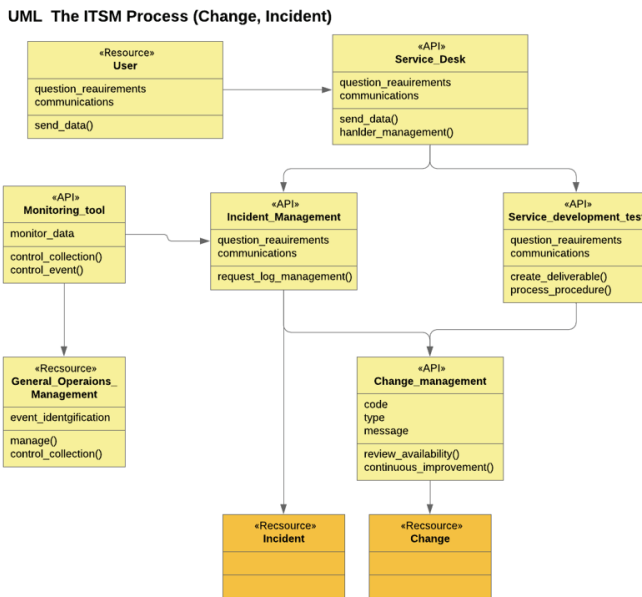 UML  The ITSM Process (Change, Incident)
«Resource»
User
question_reauirements
communications
send_data()
«API»
Service_Desk
question_reauirements
communications
send_data()
hanlder_management()
«API»
Monitoring_tool
monitor_data
control_collection()
control_event()
«API»
Incident_Management
question_reauirements
communications
request_log_management()
«API»
Service_development_test
question_reauirements
communications
create_deliverable()
process_procedure()
«Recsource»
General_Operaions_
Management
event_identgification
manage()
control_collection()
«API»
Change_management
code
type
message
review_availability()
continuous_improvement()
«Recsource»
Incident
«Recsource»
Change